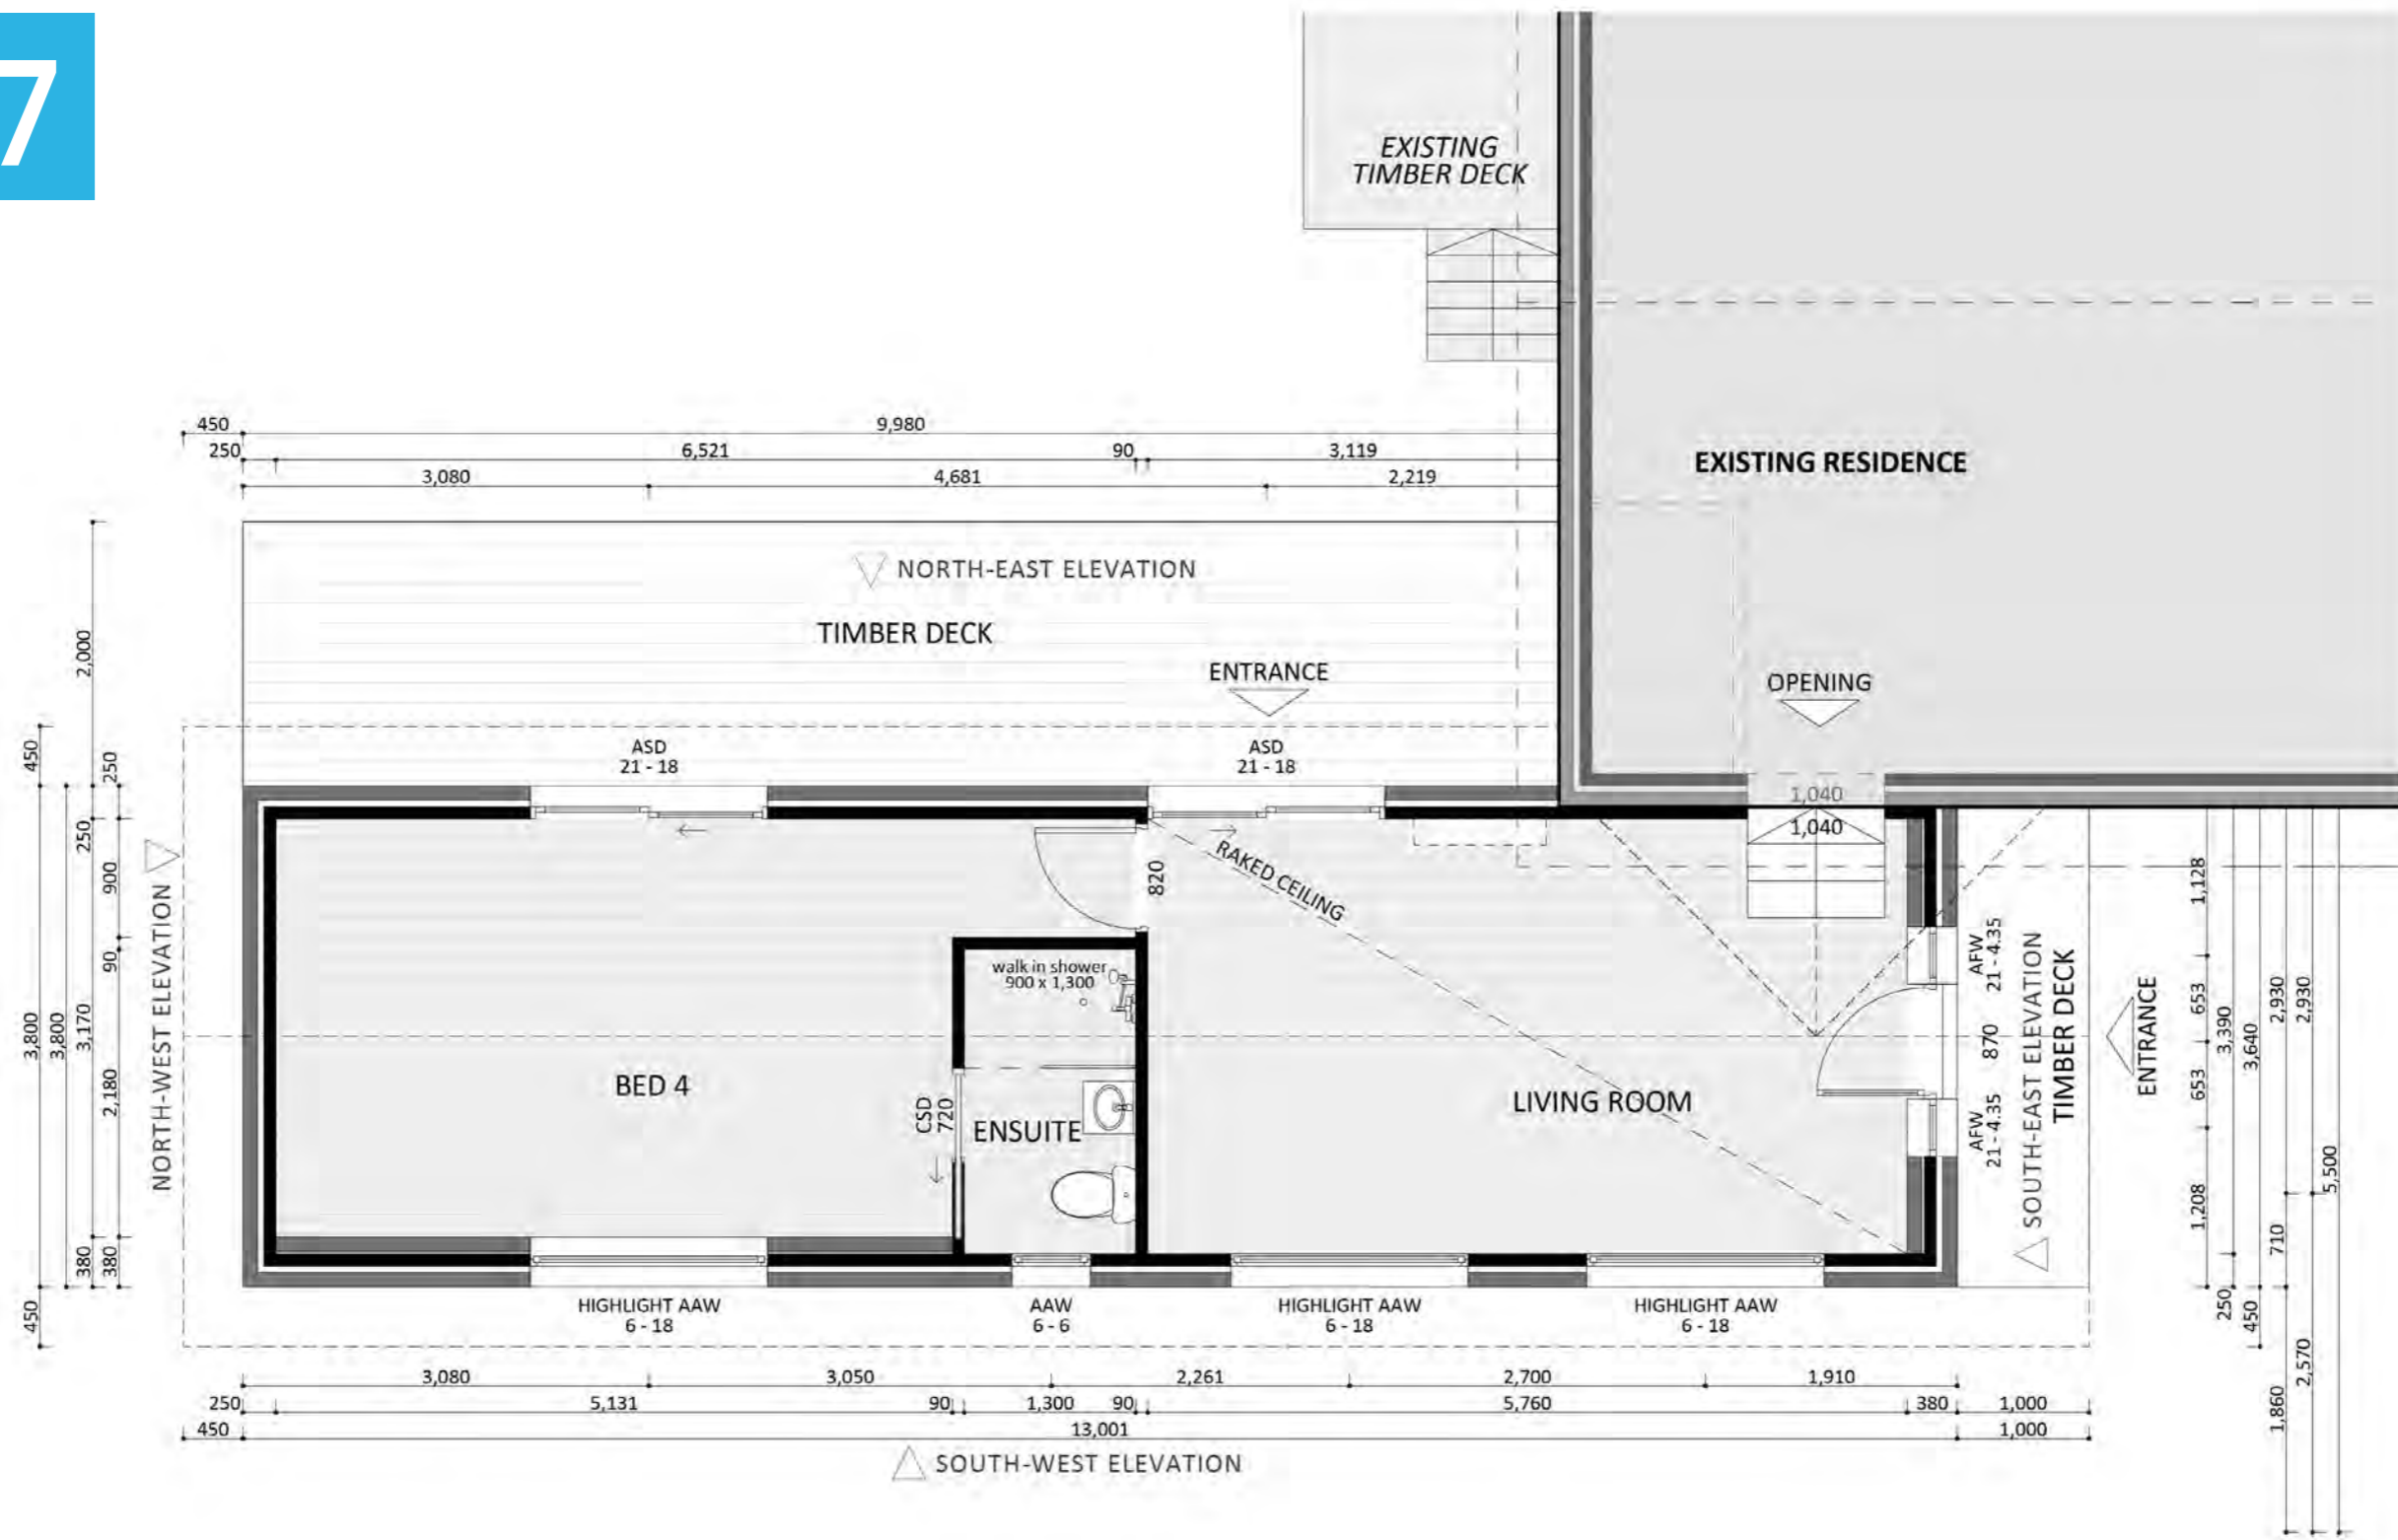 7
EXISTING
TIMBER DECK
EXISTING RESIDENCE
450
9,980
250
6,521
90
3,119
3,080
4,681
2,219
NORTH-EAST ELEVATION
TIMBER DECK
ENTRANCE
OPENING
ASD
21 - 18
ASD
21 - 18
1,040
1,040
820
RAKED CEILING
walk in shower
900 x 1,300
BED 4
CSD
720
ENSUITE
LIVING ROOM
NORTH-WEST ELEVATION
2,000
450
250
250
900
90
3,800
3,800
3,170
2,180
380
380
450
AFW
21 - 4.35
870
AFW
21 - 4.35
SOUTH-EAST ELEVATION
TIMBER DECK
ENTRANCE
1,128
653
653
1,208
3,390
250
3,640
450
2,930
710
1,860
2,930
2,570
5,500
HIGHLIGHT AAW
6 - 18
AAW
6 - 6
HIGHLIGHT AAW
6 - 18
HIGHLIGHT AAW
6 - 18
3,080
3,050
2,261
2,700
1,910
250
5,131
90
1,300
90
5,760
380
1,000
450
13,001
1,000
SOUTH-WEST ELEVATION